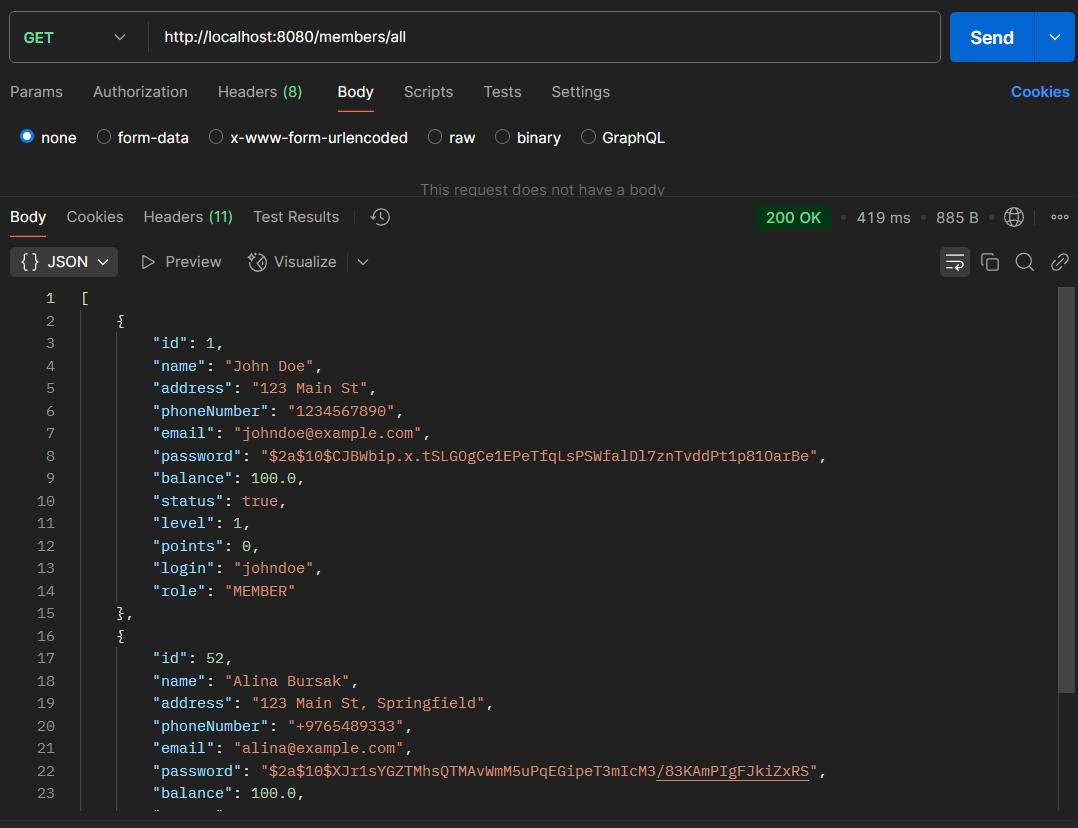 GET http://localhost:8080/members/all Send
Params Authorization Headers (8) Body Scripts Tests Settings Cookies
none form-data x-www-form-urlencoded raw binary GraphQL
This request does not have a body
Body Cookies Headers (11) Test Results 200 OK • 419 ms • 885 B •
{} JSON Preview Visualize
1 [
2 {
3 "id": 1,
4 "name": "John Doe",
5 "address": "123 Main St",
6 "phoneNumber": "1234567890",
7 "email": "johndoe@example.com",
8 "password": "$2a$10$CJBWbip.x.tSLGOgCe1EPeTfqLsPSWfalDl7znTvddPt1p81OarBe",
9 "balance": 100.0,
10 "status": true,
11 "level": 1,
12 "points": 0,
13 "login": "johndoe",
14 "role": "MEMBER"
15 },
16 {
17 "id": 52,
18 "name": "Alina Bursak",
19 "address": "123 Main St, Springfield",
20 "phoneNumber": "+9765489333",
21 "email": "alina@example.com",
22 "password": "$2a$10$XJr1sYGZTMhsQTMAvWmM5uPqEGipeT3mIcM3/83KAmPIgFJkiZxRS",
23 "balance": 100.0,